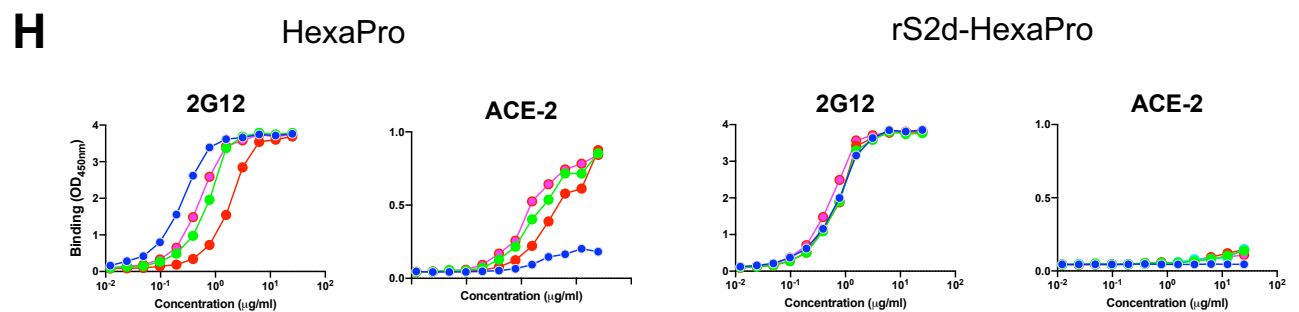 H
HexaPro
rS2d-HexaPro
2G12
ACE-2
2G12
ACE-2
Binding (OD450nm)
4
3
2
1
0
10-2 10-1 100 101 102
Concentration (μg/ml)
1.0
0.5
0.0
Concentration (μg/ml)
4
3
2
1
0
10-2 10-1 100 101 102
Concentration (μg/ml)
1.0
0.5
0.0
10-2 10-1 100 101 102
Concentration (μg/ml)